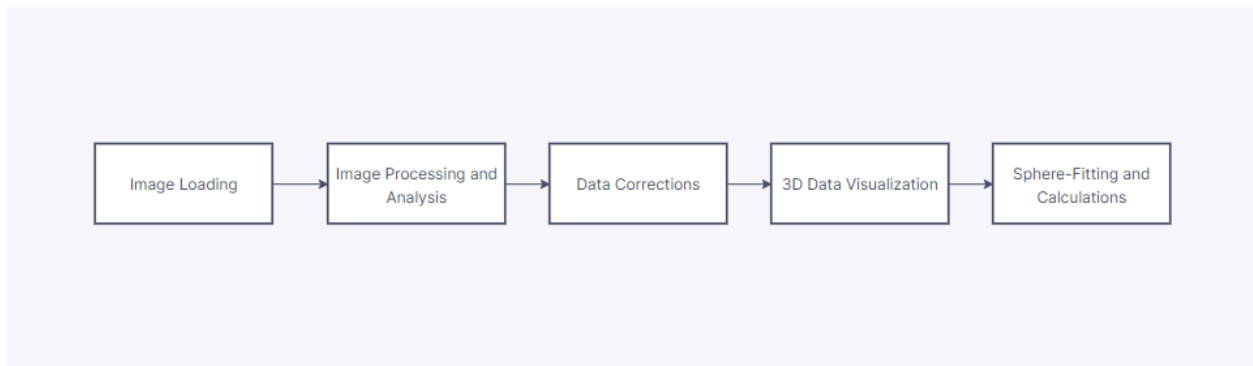 Image Loading
Image Processing and
Analysis
Data Corrections
3D Data Visualization
Sphere-Fitting and
Calculations